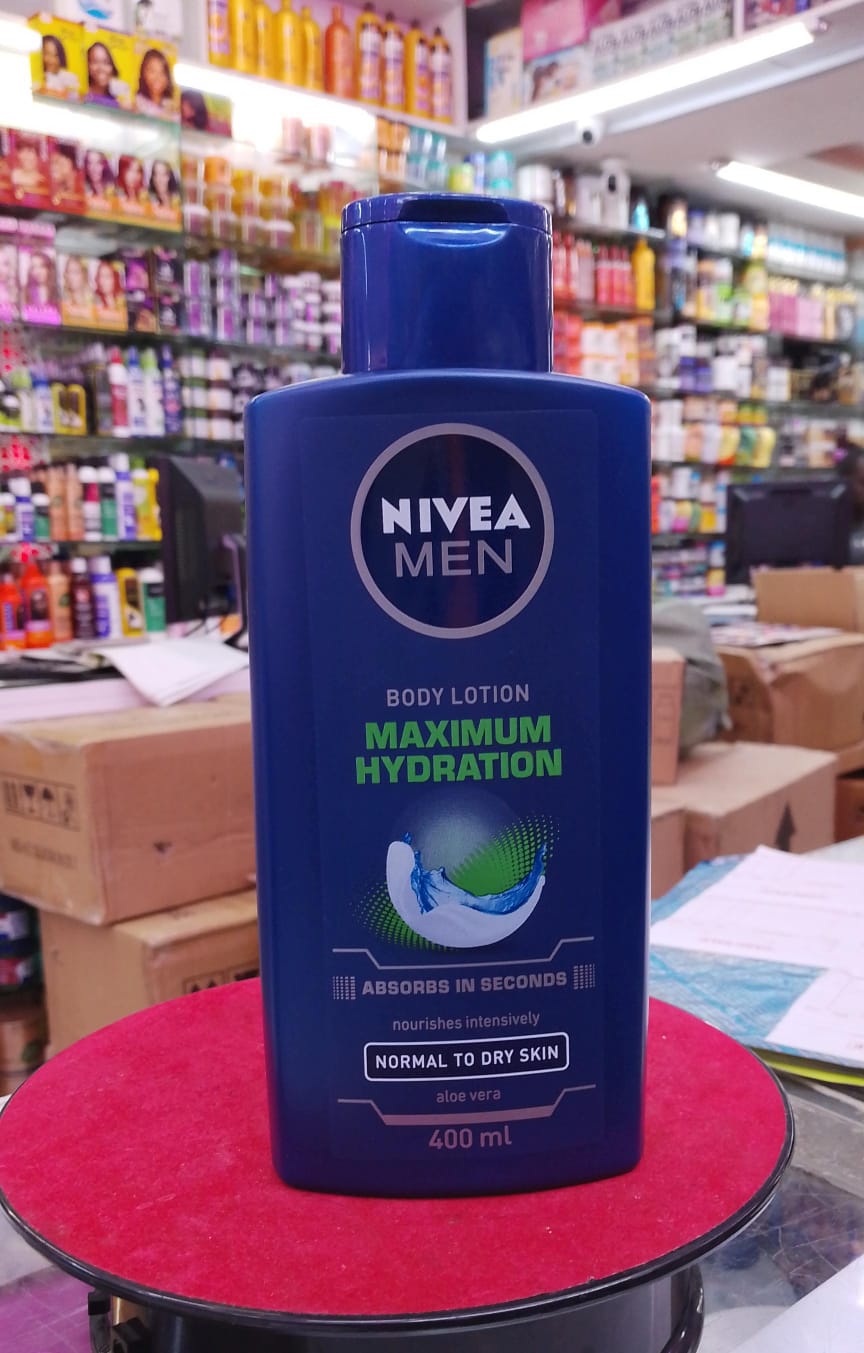 NIVEA
MEN
BODY LOTION
MAXIMUM
HYDRATION
ABSORBS IN SECONDS
nourishes intensively
NORMAL TO DRY SKIN
aloe vera
400 ml